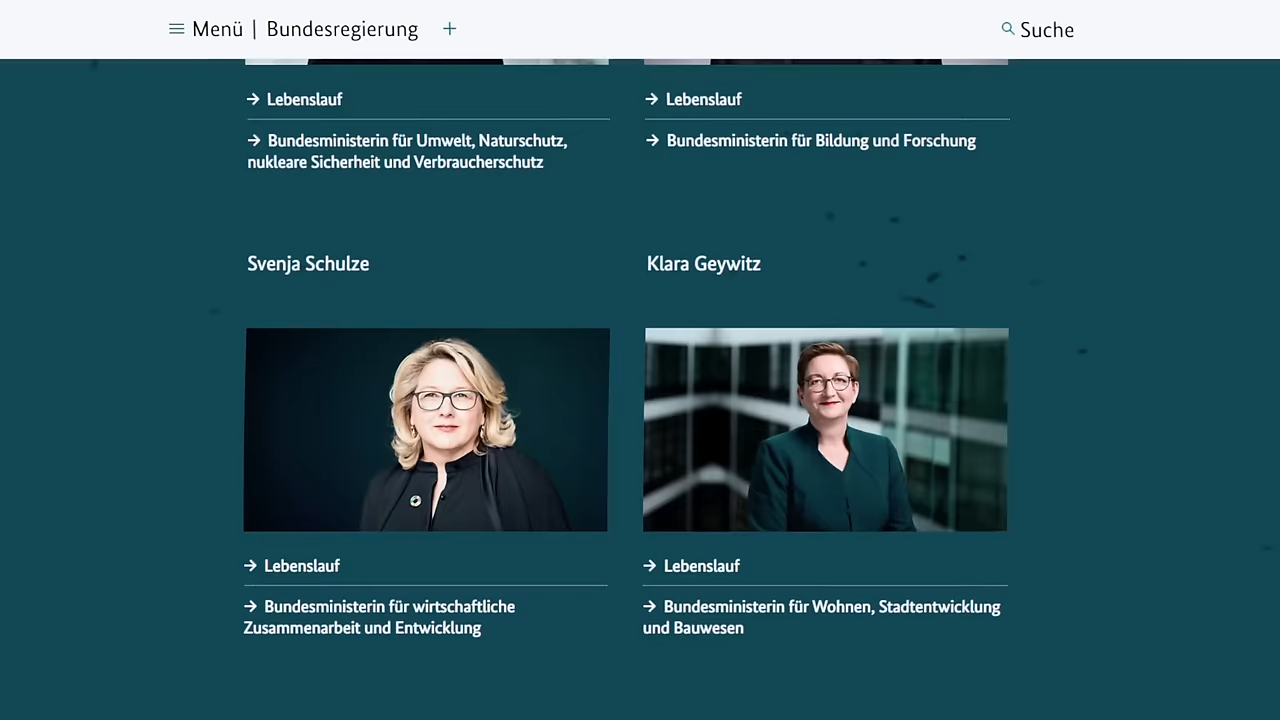 Menü | Bundesregierung +
Suche
→ Lebenslauf
→ Bundesministerin für Umwelt, Naturschutz,
nukleare Sicherheit und Verbraucherschutz
→ Lebenslauf
→ Bundesministerin für Bildung und Forschung
Svenja Schulze
→ Lebenslauf
→ Bundesministerin für wirtschaftliche
Zusammenarbeit und Entwicklung
Klara Geywitz
→ Lebenslauf
→ Bundesministerin für Wohnen, Stadtentwicklung
und Bauwesen